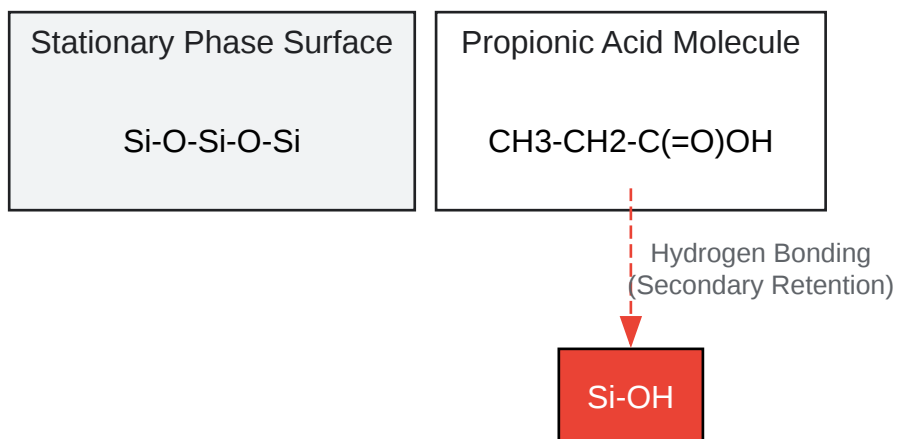 Stationary Phase Surface
Si-O-Si-O-Si
Propionic Acid Molecule
CH3-CH2-C(=O)OH
Hydrogen Bonding
(Secondary Retention)
Si-OH